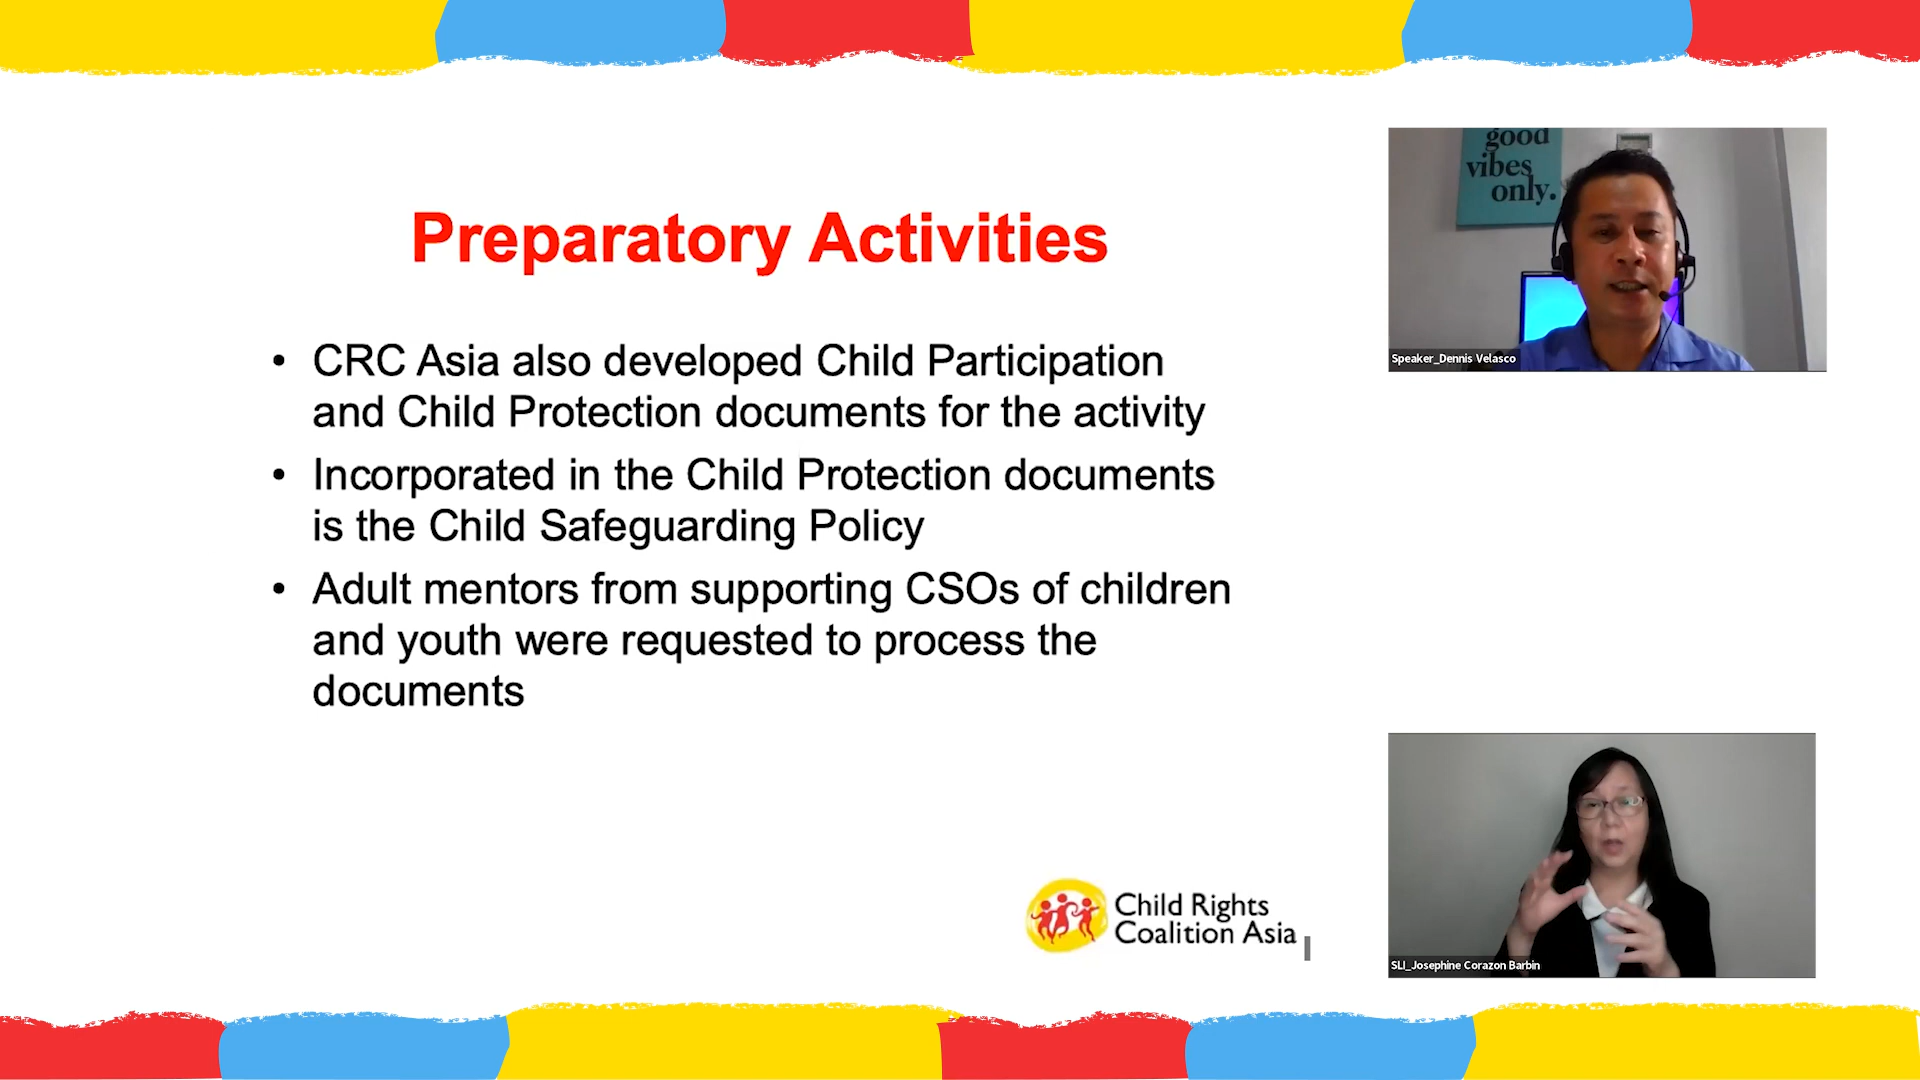 Preparatory Activities
• CRC Asia also developed Child Participation
and Child Protection documents for the activity
• Incorporated in the Child Protection documents
is the Child Safeguarding Policy
• Adult mentors from supporting CSOs of children
and youth were requested to process the
documents
Child Rights
Coalition Asia
good
vibes
only.
Speaker_Dennis Velasco
SLI_Josephine Corazon Barbin